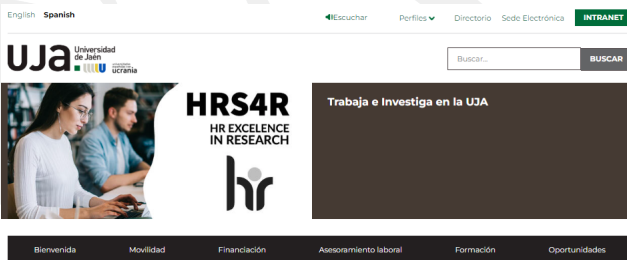 English Spanish
Escuchar Perfiles Directorio Sede Electrónica INTRANET
UJa. Universidad de Jaén
ucrania
Buscar... BUSCAR
HRS4R
HR EXCELENCE
IN RESEARCH
hr
Trabaja e Investiga en la UJA
Bienvenida Movilidad Financiación Asesoramiento laboral Formación Oportunidades